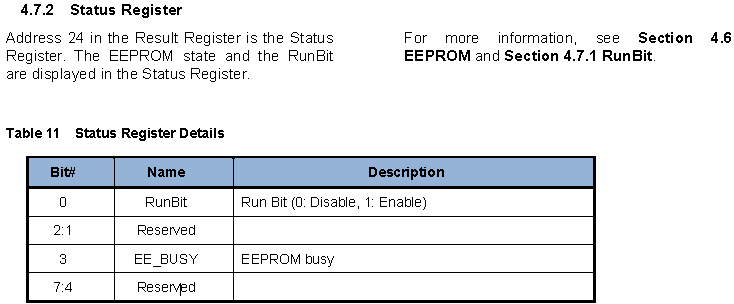 4.7.2 Status Register
Address 24 in the Result Register is the Status
Register. The EEPROM state and the RunBit
are displayed in the Status Register.
For more information, see Section 4.6
EEPROM and Section 4.7.1 RunBit.
Table 11 Status Register Details
Bit# Name Description
0 RunBit Run Bit (0: Disable, 1: Enable)
2:1 Reserved
3 EE_BUSY EEPROM busy
7:4 Reserved